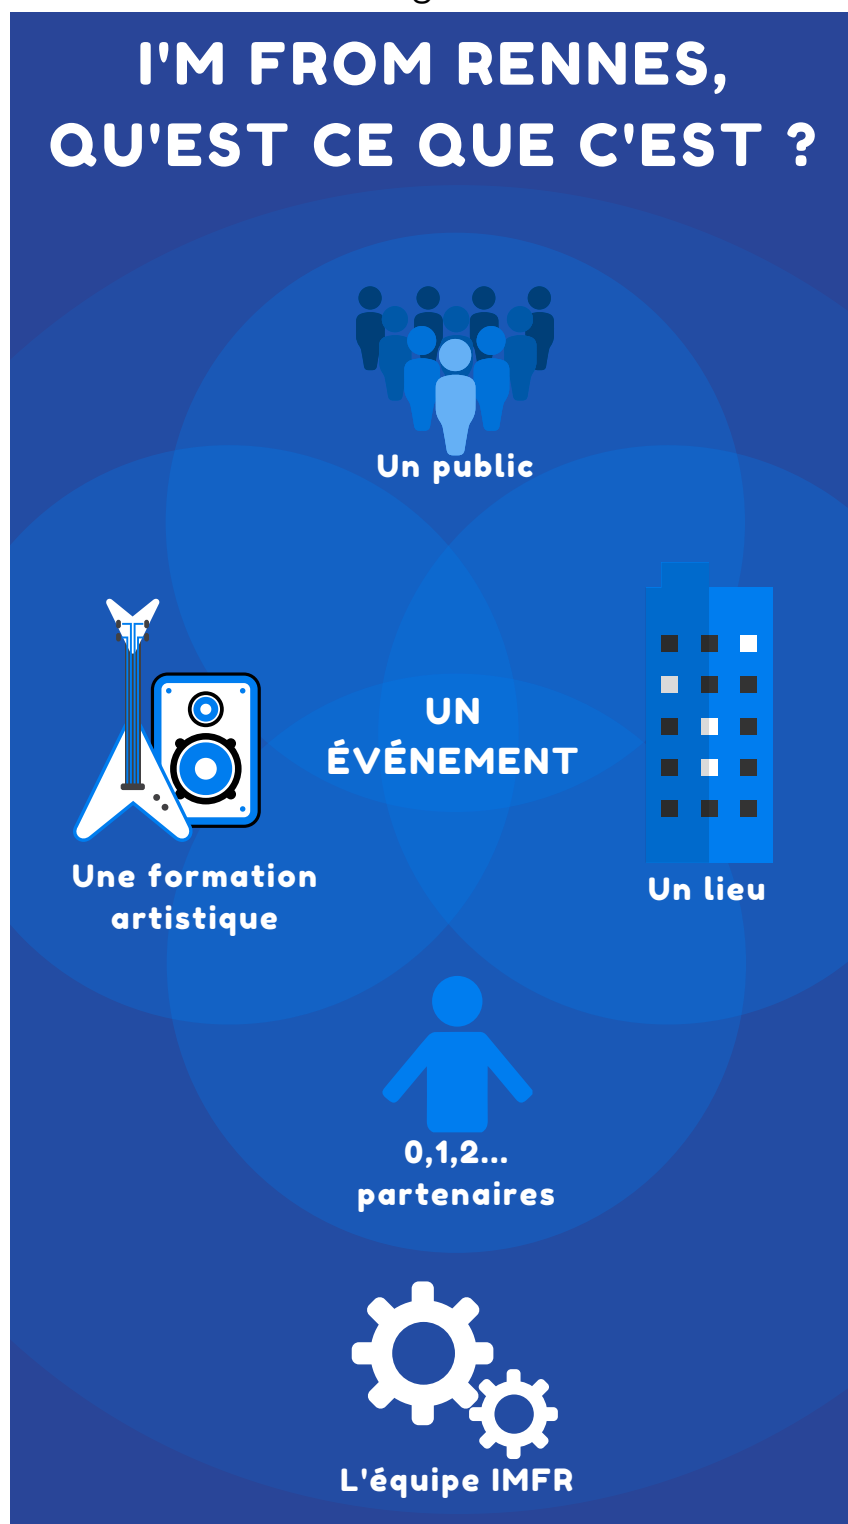 I'M FROM RENNES,
QU'EST CE QUE C'EST ?
Un public
UN
ÉVÉNEMENT
Une formation
artistique
Un lieu
0,1,2...
partenaires
L'équipe IMFR